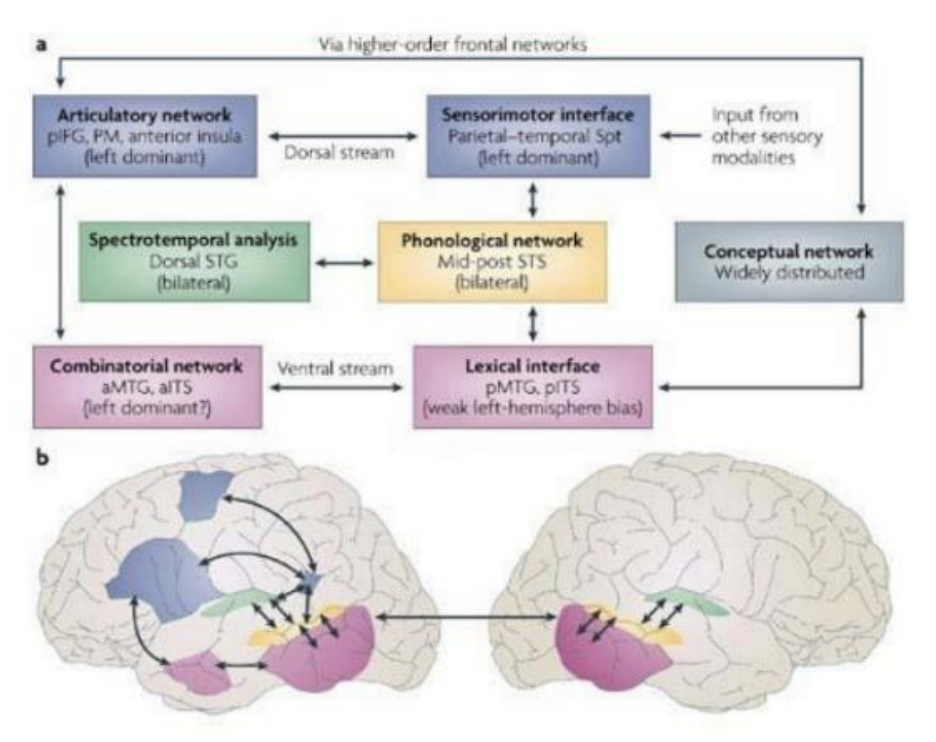 a
Via higher-order frontal networks
Articulatory network
pIFG, PM, anterior insula
(left dominant)
Dorsal stream
Sensorimotor interface
Parietal–temporal Spt
(left dominant)
Input from
other sensory
modalities
Spectrotemporal analysis
Dorsal STG
(bilateral)
Phonological network
Mid-post STS
(bilateral)
Conceptual network
Widely distributed
Combinatorial network
aMTG, aITS
(left dominant?)
Ventral stream
Lexical interface
pMTG, pITS
(weak left-hemisphere bias)
b